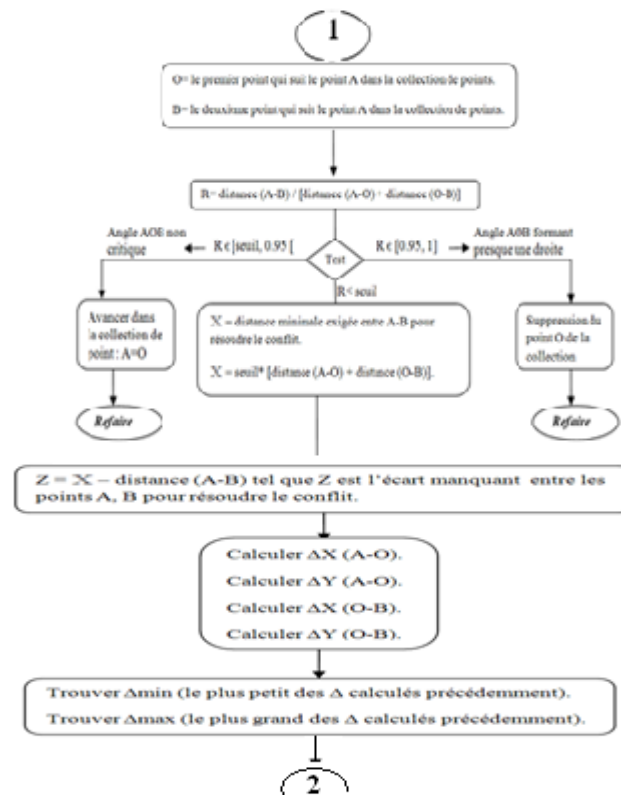 1
O= le premier point qui suit le point A dans la collection de points.
B= le deuxième point qui suit le point A dans la collection de points.
R= distance (A-B) / [distance (A-O) + distance (O-B)]
Angle AOB non
critique
R € [seuil, 0.95 [
Test
R € [0.95, 1]
Angle AOB formant
presque une droite
R< seuil
Avancer dans
la collection de
point : A=O
X = distance minimale exigée entre A-B pour
résoudre le conflit.
X = seuil* [distance (A-O) + distance (O-B)].
Suppression du
point O de la
collection
Refaire
Refaire
Z = X – distance (A-B) tel que Z est l'écart manquant entre les
points A, B pour résoudre le conflit.
Calculer ΔX (A-O).
Calculer ΔY (A-O).
Calculer ΔX (O-B).
Calculer ΔY (O-B).
Trouver Δmin (le plus petit des Δ calculés précédemment).
Trouver Δmax (le plus grand des Δ calculés précédemment).
2